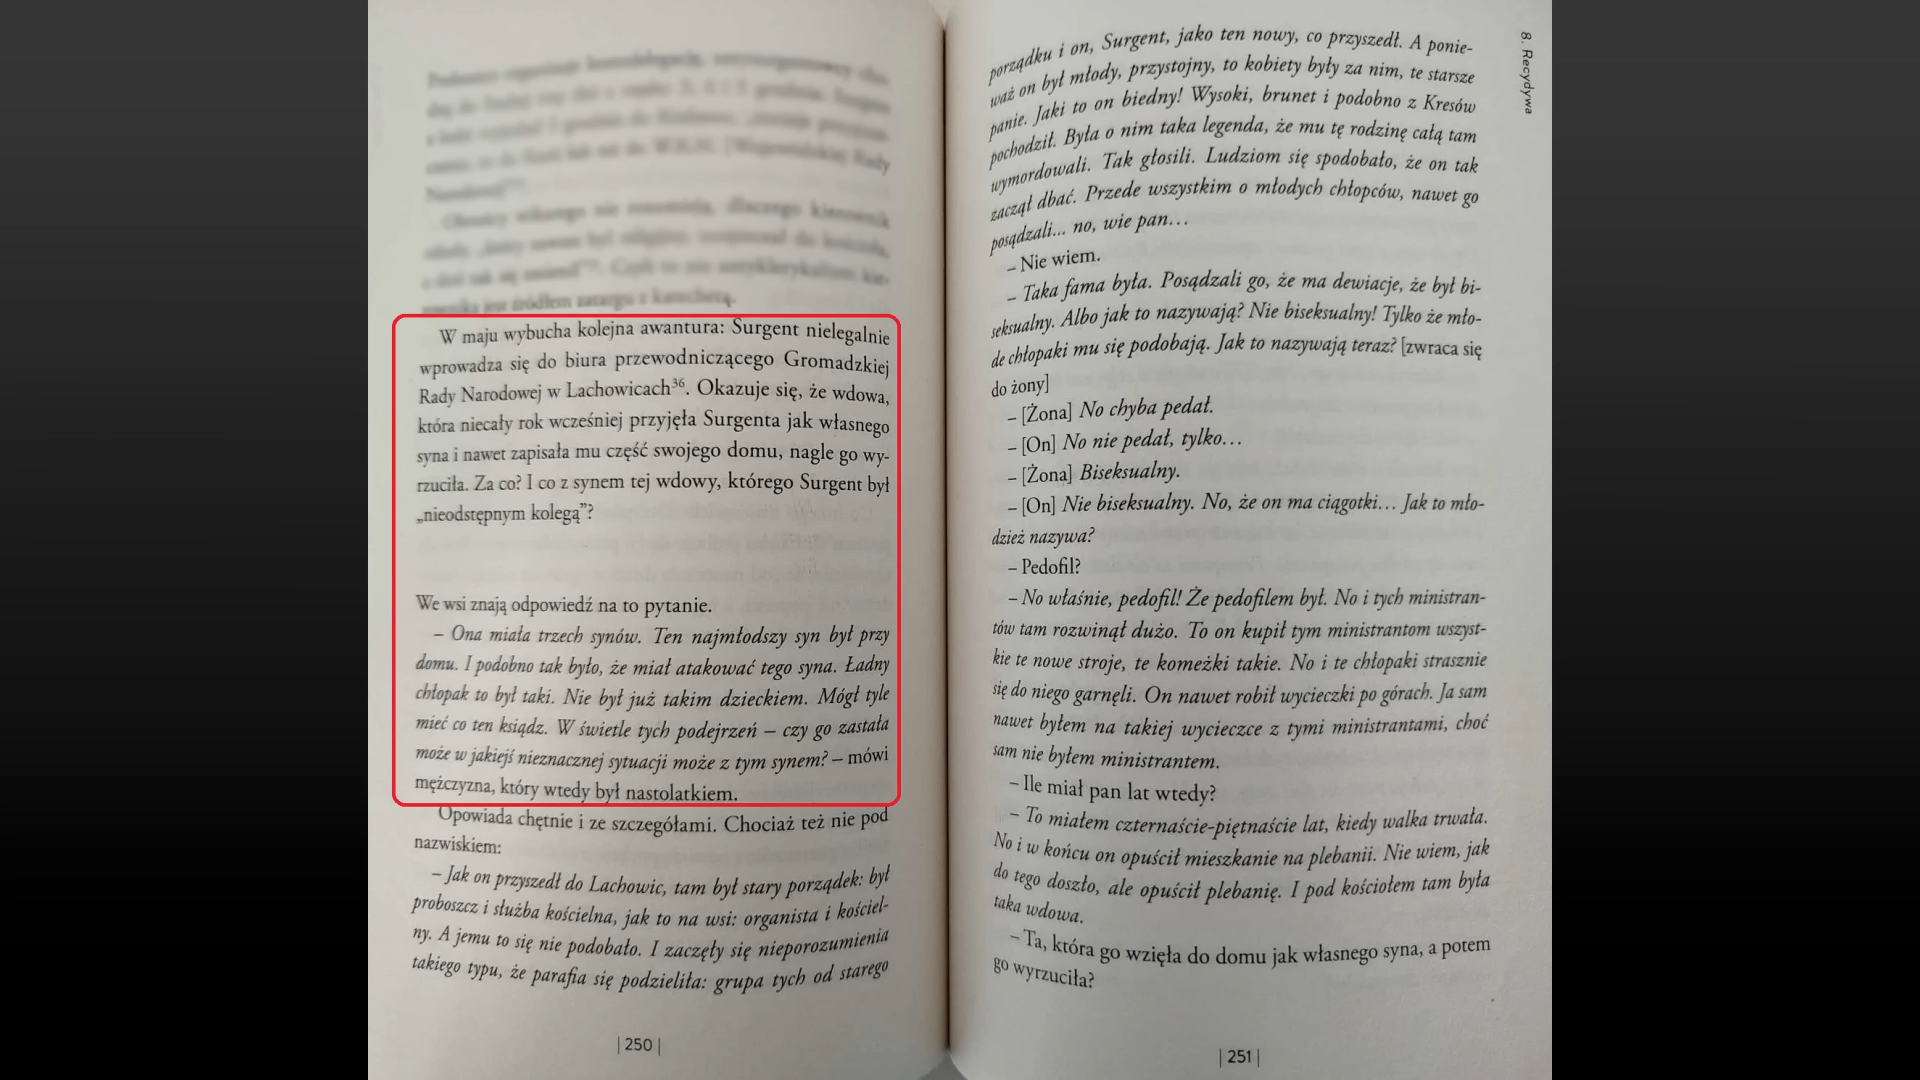 W maju wybucha kolejna awantura: Surgent nielegalnie
wprowadza się do biura przewodniczącego Gromadzkiej
Rady Narodowej w Lachowicach³⁶. Okazuje się, że wdowa,
która niecały rok wcześniej przyjęła Surgenta jak własnego
syna i nawet zapisała mu część swojego domu, nagle go wy-
rzuciła. Za co? I co z synem tej wdowy, którego Surgent był
„nieodstępnym kolegą”?
We wsi znają odpowiedź na to pytanie.
– Ona miała trzech synów. Ten najmłodszy syn był przy
domu. I podobno tak było, że miał atakować tego syna. Ładny
chłopak to był taki. Nie był już takim dzieckiem. Mógł tyle
mieć co ten ksiądz. W świetle tych podejrzeń – czy go zastała
może w jakiejś nieznacznej sytuacji może z tym synem? – mówi
mężczyzna, który wtedy był nastolatkiem.
Opowiada chętnie i ze szczegółami. Chociaż też nie pod
nazwiskiem:
– Jak on przyszedł do Lachowic, tam był stary porządek: był
proboszcz i służba kościelna, jak to na wsi: organista i kościel-
ny. A jemu to się nie podobało. I zaczęły się nieporozumienia
takiego typu, że parafia się podzieliła: grupa tych od starego
| 250 |
8. Recydywa
porządku i on, Surgent, jako ten nowy, co przyszedł. A ponie-
waż on był młody, przystojny, to kobiety były za nim, te starsze
panie. Jaki to on biedny! Wysoki, brunet i podobno z Kresów
pochodził. Była o nim taka legenda, że mu tę rodzinę całą tam
wymordowali. Tak głosili. Ludziom się spodobało, że on tak
zaczął dbać. Przede wszystkim o młodych chłopców, nawet go
posądzali... no, wie pan…
– Nie wiem.
– Taka fama była. Posądzali go, że ma dewiacje, że był bi-
seksualny. Albo jak to nazywają? Nie biseksualny! Tylko że mło-
de chłopaki mu się podobają. Jak to nazywają teraz? [zwraca się
do żony]
– [Żona] No chyba pedał.
– [On] No nie pedał, tylko…
– [Żona] Biseksualny.
– [On] Nie biseksualny. No, że on ma ciągotki… Jak to mło-
dzież nazywa?
– Pedofil?
– No właśnie, pedofil! Że pedofilem był. No i tych ministran-
tów tam rozwinął dużo. To on kupił tym ministrantom wszyst-
kie te nowe stroje, te komeżki takie. No i te chłopaki strasznie
się do niego garnęli. On nawet robił wycieczki po górach. Ja sam
nawet byłem na takiej wycieczce z tymi ministrantami, choć
sam nie byłem ministrantem.
– Ile miał pan lat wtedy?
– To miałem czternaście-piętnaście lat, kiedy walka trwała.
No i w końcu on opuścił mieszkanie na plebanii. Nie wiem, jak
do tego doszło, ale opuścił plebanię. I pod kościołem tam była
taka wdowa.
– Ta, która go wzięła do domu jak własnego syna, a potem
go wyrzuciła?
| 251 |